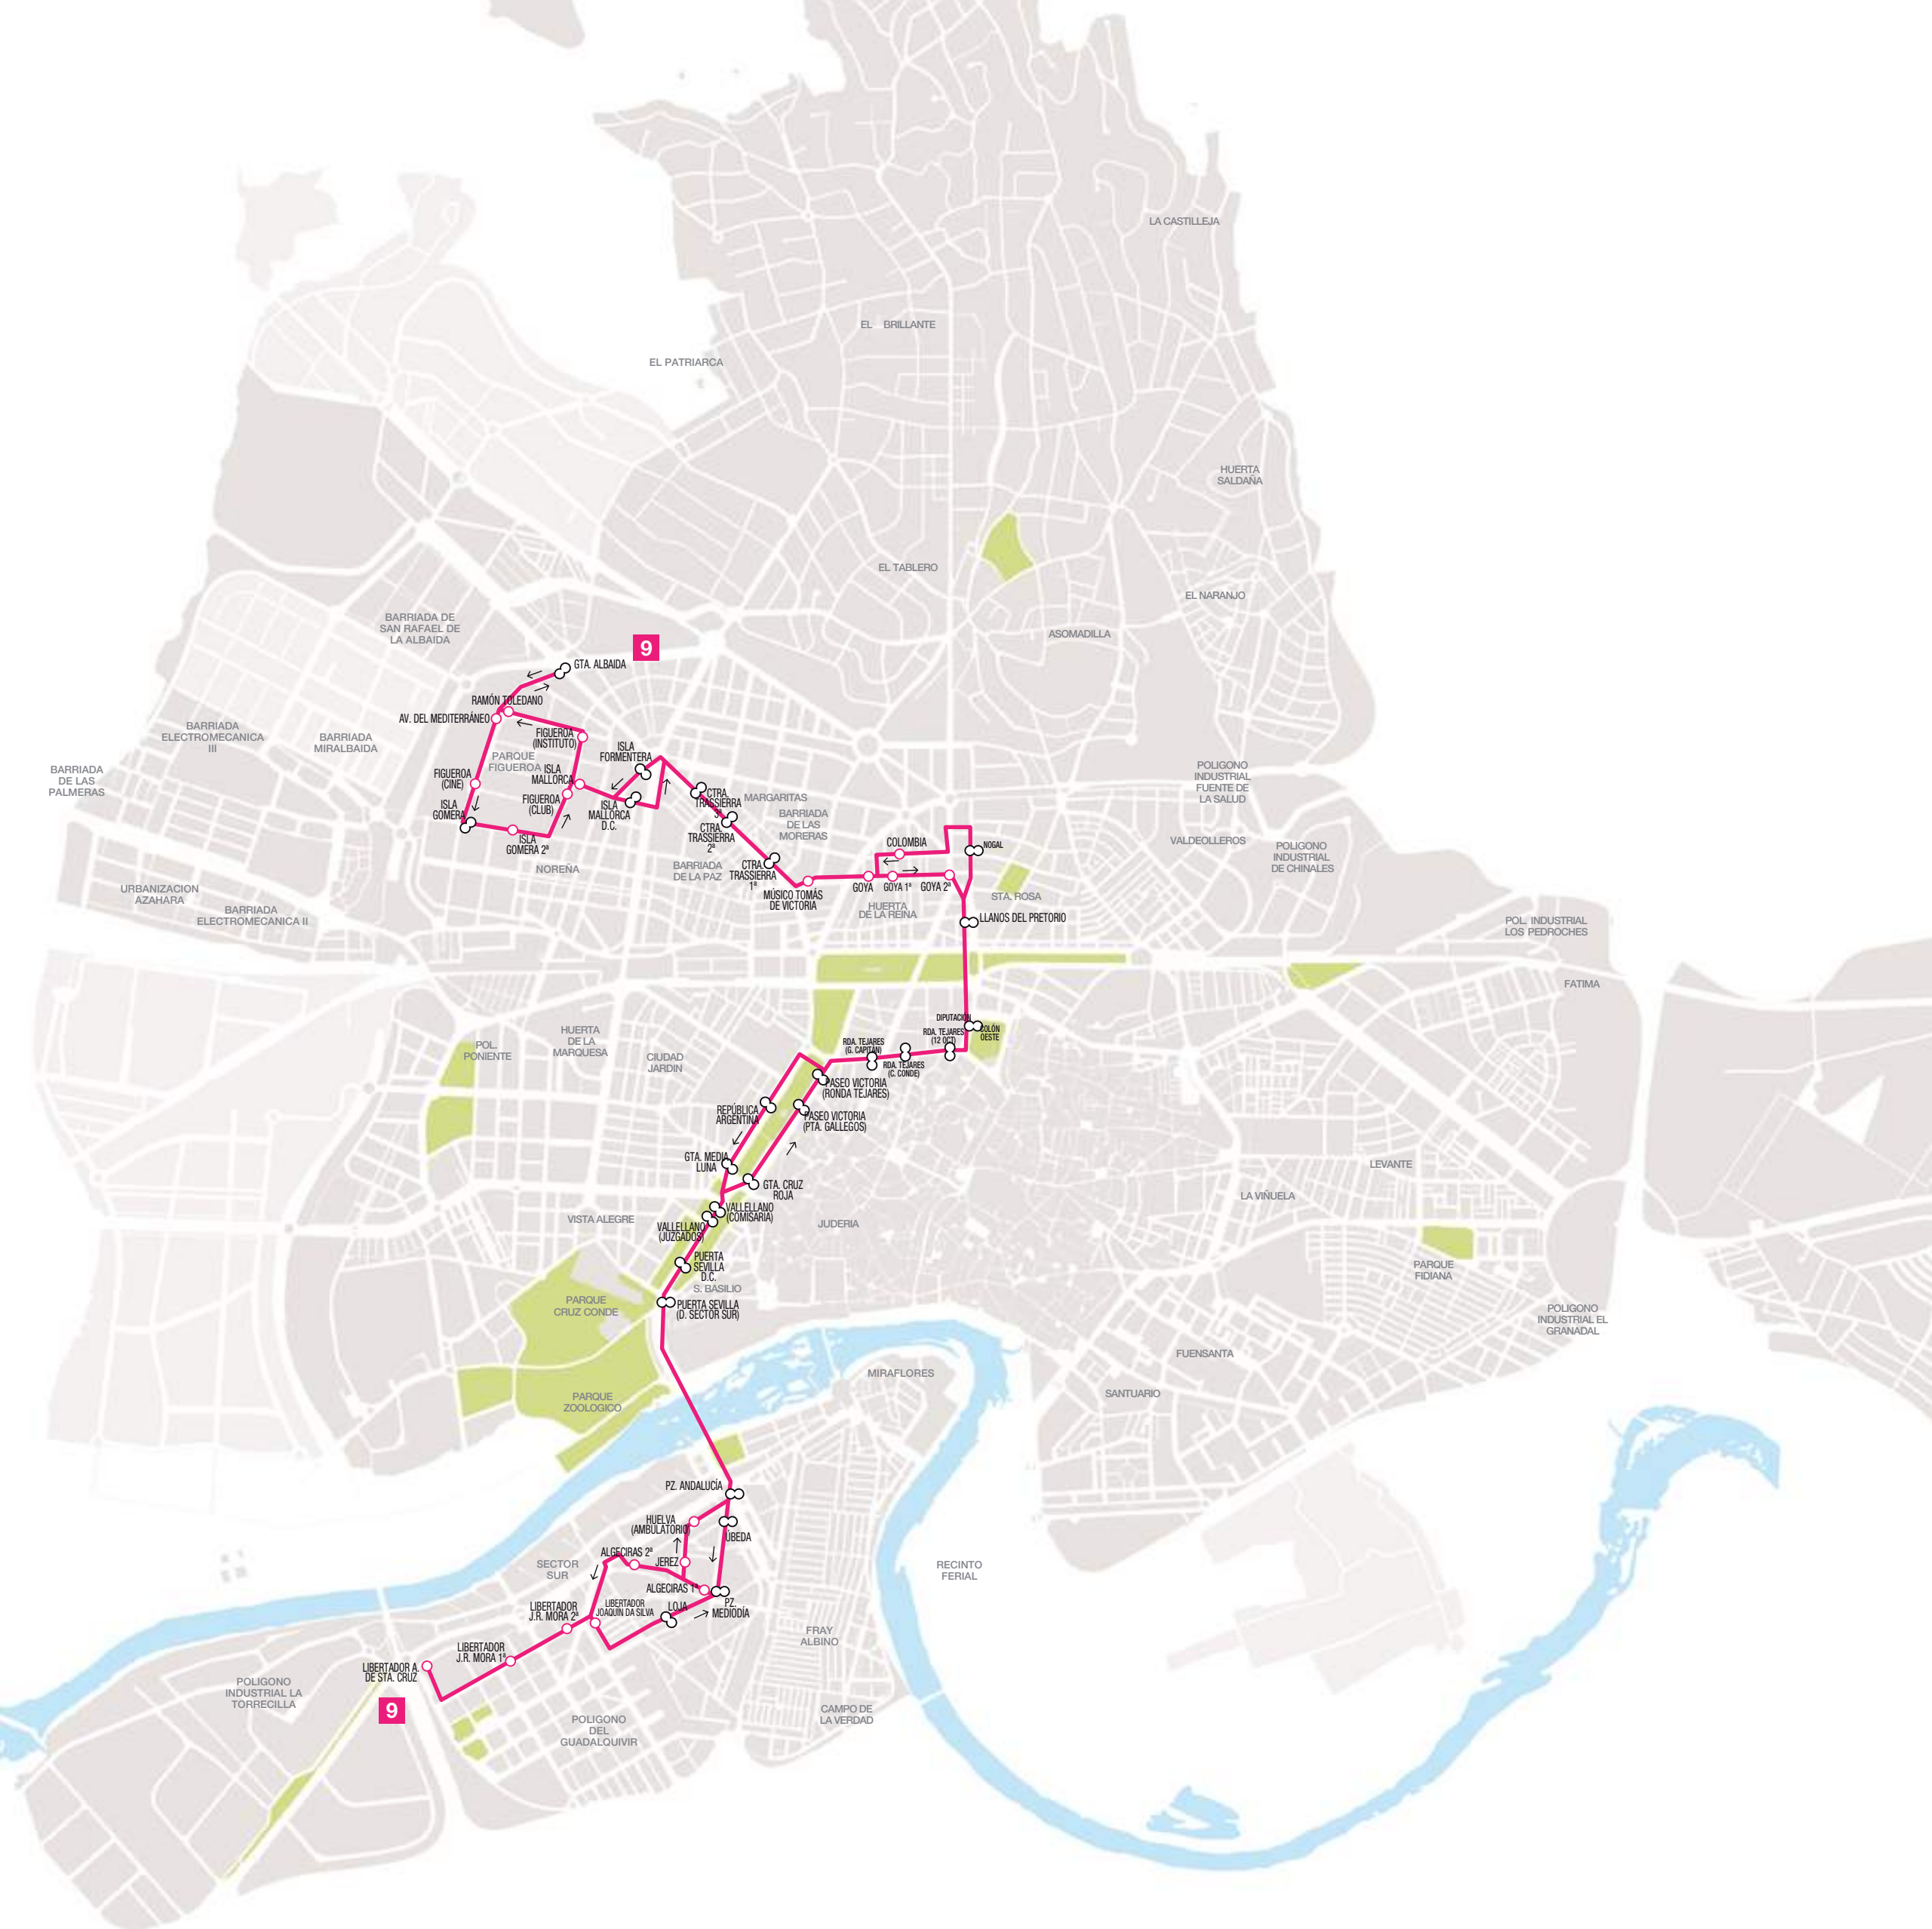 LA CASTILLEJA
EL BRILLANTE
EL PATRIARCA
HUERTA
SALDAÑA
EL TABLERO
EL NARANJO
BARRIADA DE
SAN RAFAEL DE
LA ALBAIDA
ASOMADILLA
9
GTA. ALBAIDA
RAMÓN TOLEDANO
AV. DEL MEDITERRÁNEO
BARRIADA
ELECTROMECANICA
III
BARRIADA
MIRALBAIDA
FIGUEROA
(INSTITUTO)
ISLA
FORMENTERA
PARQUE
FIGUEROA
BARRIADA
DE LAS
PALMERAS
FIGUEROA
(CINE)
ISLA
MALLORCA
POLIGONO
INDUSTRIAL
FUENTE DE
LA SALUD
ISLA
GOMERA
FIGUEROA
(CLUB)
ISLA
MALLORCA
D.C.
CTRA.
TRASSIERRA
3ª
MARGARITAS
BARRIADA
DE LAS
MORERAS
CTRA.
TRASSIERRA
2ª
ISLA
GOMERA 2ª
COLOMBIA
NOGAL
VALDEOLLEROS
POLIGONO
INDUSTRIAL
DE CHINALES
NOREÑA
BARRIADA
DE LA PAZ
CTRA.
TRASSIERRA
1ª
MÚSICO TOMÁS
DE VICTORIA
GOYA
GOYA 1ª
GOYA 2ª
STA. ROSA
URBANIZACION
AZAHARA
BARRIADA
ELECTROMECANICA II
HUERTA
DE LA REINA
LLANOS DEL PRETORIO
POL. INDUSTRIAL
LOS PEDROCHES
FATIMA
DIPUTACIÓN
COLÓN
OESTE
RDA. TEJARES
(12 OCT)
RDA. TEJARES
(G. CAPITÁN)
RDA. TEJARES
(C. CONDE)
POL.
PONIENTE
HUERTA
DE LA
MARQUESA
CIUDAD
JARDIN
PASEO VICTORIA
(RONDA TEJARES)
REPÚBLICA
ARGENTINA
PASEO VICTORIA
(PTA. GALLEGOS)
GTA. MEDIA
LUNA
GTA. CRUZ
ROJA
LEVANTE
LA VIÑUELA
VALLELLANO
(COMISARIA)
VISTA ALEGRE
VALLELLANO
(JUZGADOS)
JUDERIA
PUERTA
SEVILLA
D.C.
S. BASILIO
PARQUE
FIDIANA
PARQUE
CRUZ CONDE
PUERTA SEVILLA
(D. SECTOR SUR)
POLIGONO
INDUSTRIAL EL
GRANADAL
FUENSANTA
MIRAFLORES
SANTUARIO
PARQUE
ZOOLOGICO
PZ. ANDALUCÍA
HUELVA
(AMBULATORIO)
ÚBEDA
ALGECIRAS 2ª
JEREZ
SECTOR
SUR
RECINTO
FERIAL
ALGECIRAS 1ª
PZ.
MEDIODÍA
LOJA
LIBERTADOR
JOAQUÍN DA SILVA
LIBERTADOR
J.R. MORA 2ª
FRAY
ALBINO
LIBERTADOR
J.R. MORA 1ª
LIBERTADOR A.
DE STA. CRUZ
9
POLIGONO
INDUSTRIAL LA
TORRECILLA
POLIGONO
DEL
GUADALQUIVIR
CAMPO DE
LA VERDAD